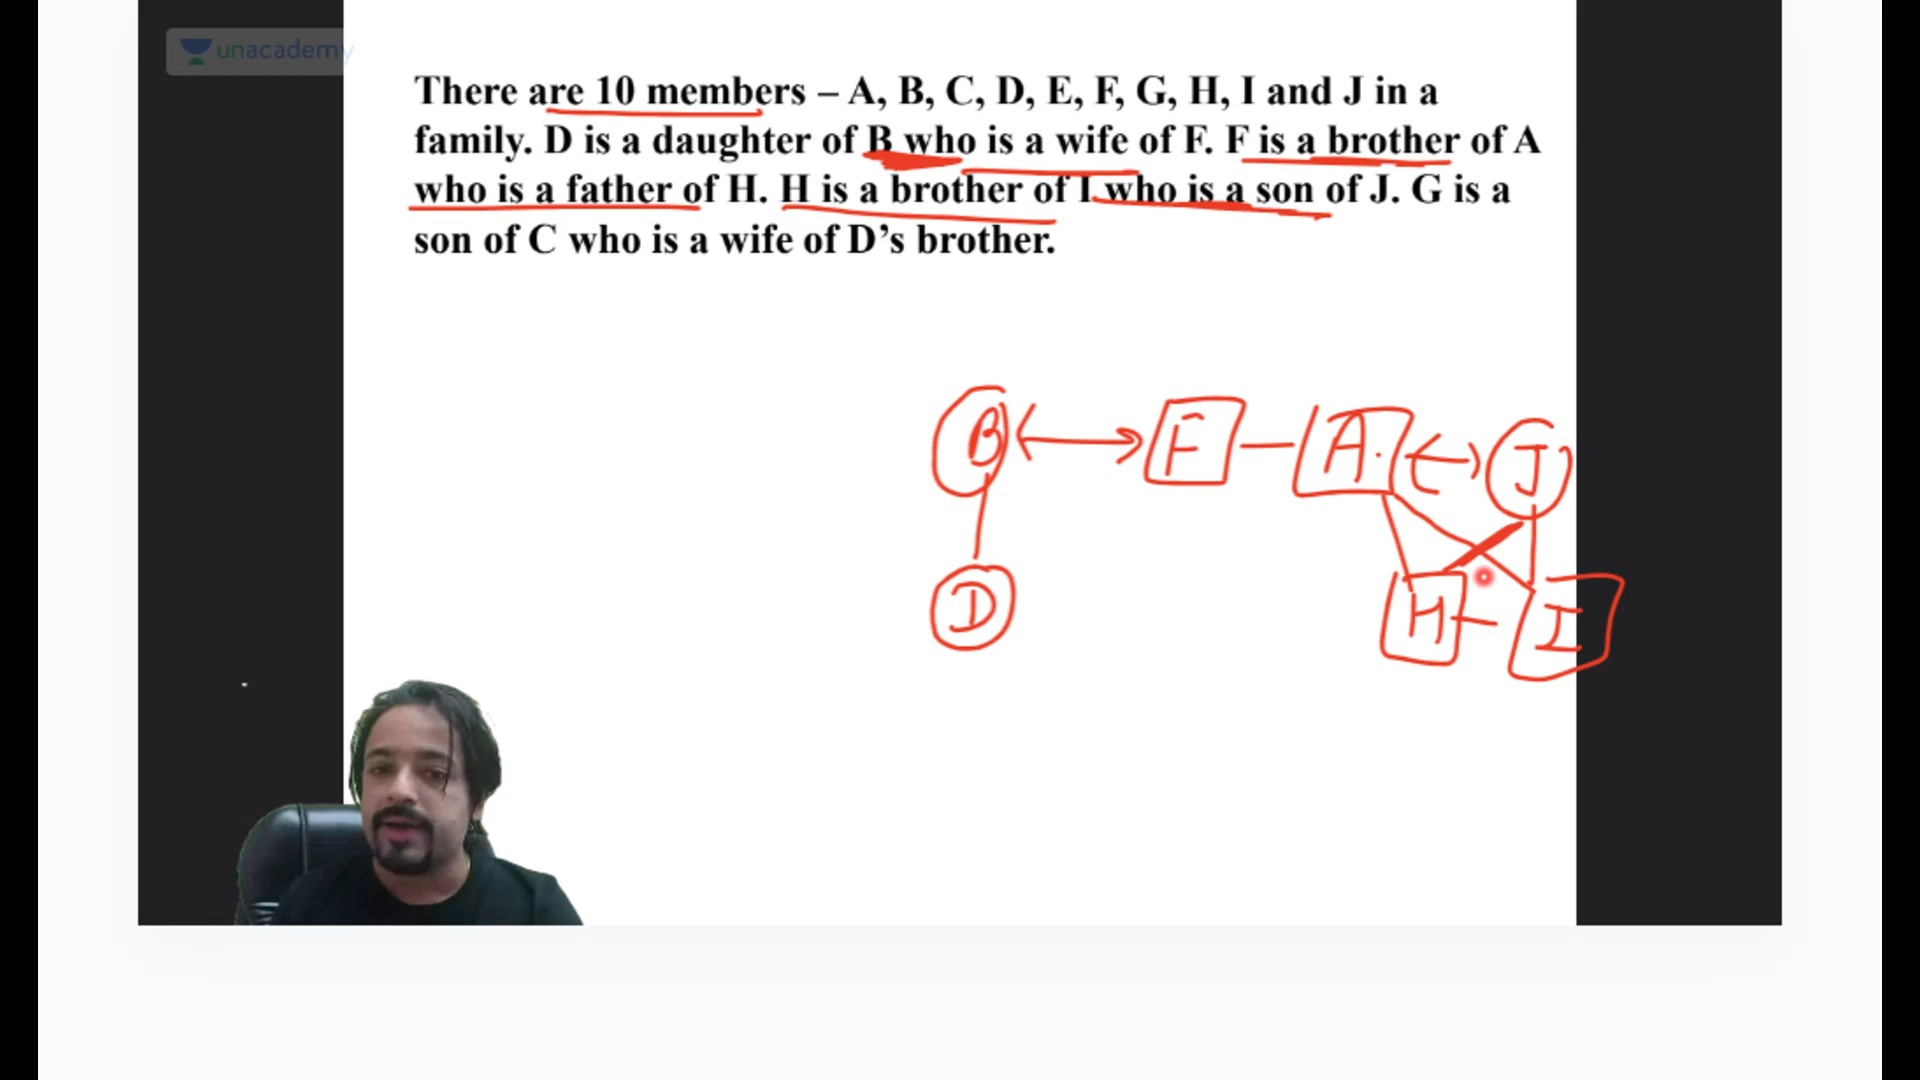 unacademy
There are 10 members – A, B, C, D, E, F, G, H, I and J in a
family. D is a daughter of B who is a wife of F. F is a brother of A
who is a father of H. H is a brother of I who is a son of J. G is a
son of C who is a wife of D’s brother.
B F A J
D H I